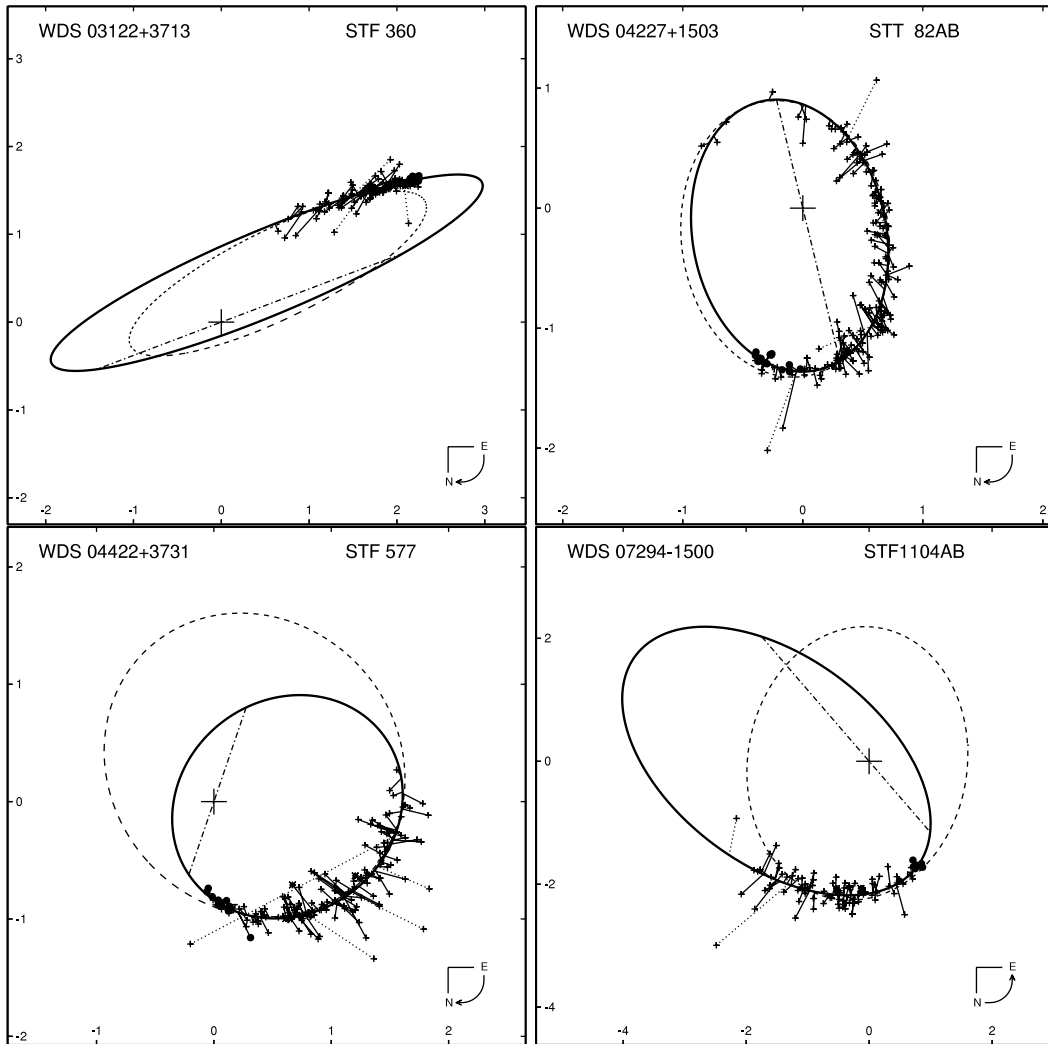 WDS 03122+3713 STF 360
3
2
1
0
-1
-2
-2 -1 0 1 2 3
E
N
WDS 04227+1503 STT 82AB
1
0
-1
-2
-2 -1 0 1 2
E
N
WDS 04422+3731 STF 577
2
1
0
-1
-2
-1 0 1 2
E
N
WDS 07294-1500 STF1104AB
2
0
-2
-4
-4 -2 0 2
E
N